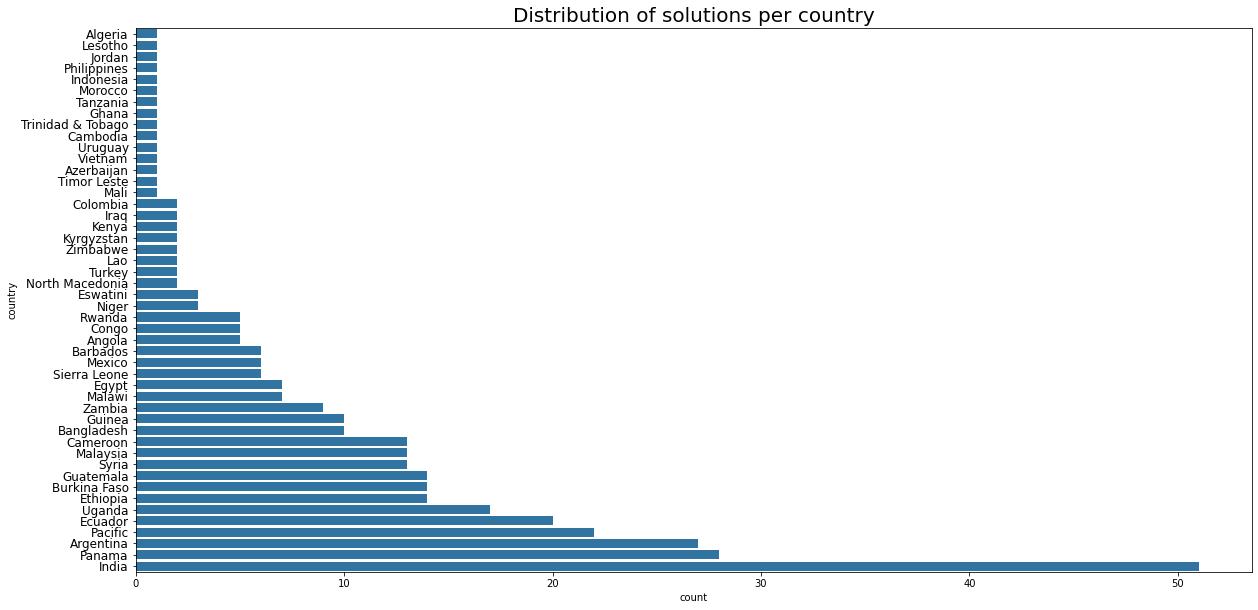 Distribution of solutions per country
Algeria
Lesotho
Jordan
Philippines
Indonesia
Morocco
Tanzania
Ghana
Trinidad & Tobago
Cambodia
Uruguay
Vietnam
Azerbaijan
Timor Leste
Mali
Colombia
Iraq
Kenya
Kyrgyzstan
Zimbabwe
Lao
Turkey
North Macedonia
Eswatini
Niger
Rwanda
Congo
Angola
Barbados
Mexico
Sierra Leone
Egypt
Malawi
Zambia
Guinea
Bangladesh
Cameroon
Malaysia
Syria
Guatemala
Burkina Faso
Ethiopia
Uganda
Ecuador
Pacific
Argentina
Panama
India
country
0 10 20 30 40 50
count